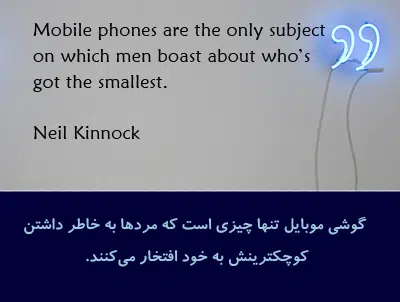 Mobile phones are the only subject
on which men boast about who's
got the smallest.
Neil Kinnock
گوشی موبایل تنها چیزی است که مردها به خاطر داشتن
کوچکترینش به خود افتخار می‌کنند.